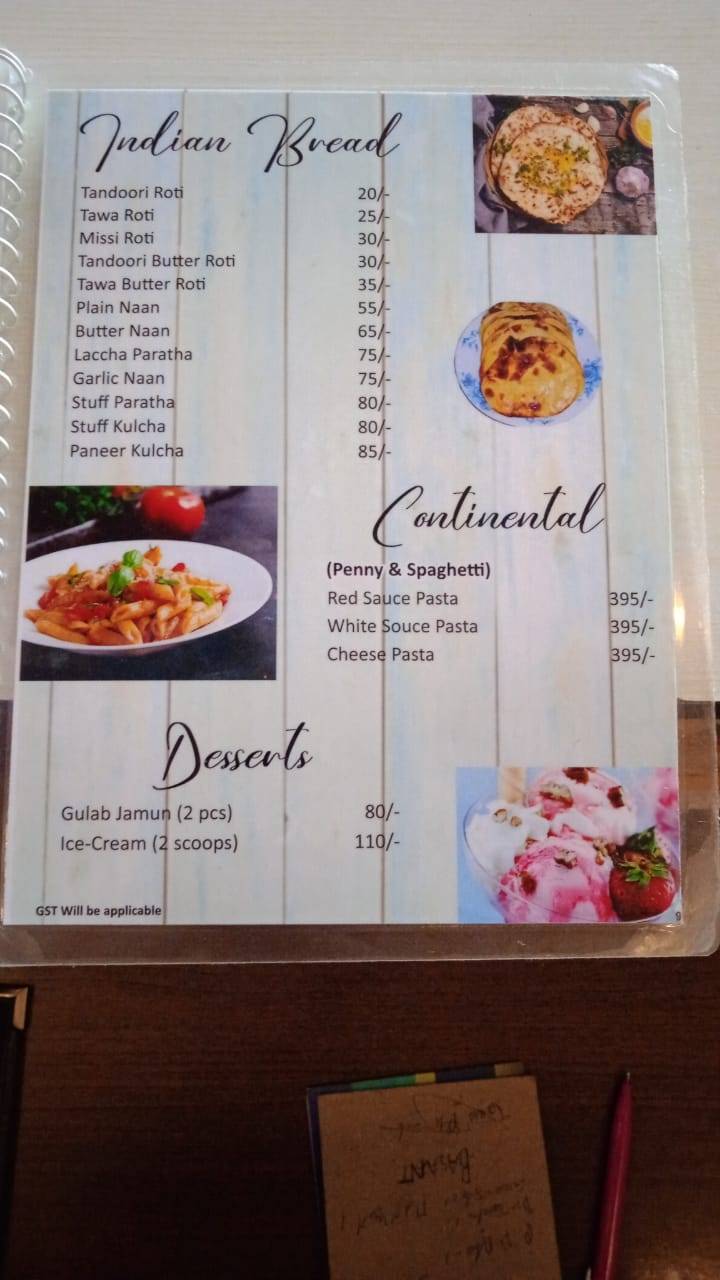 Indian Bread
Tandoori Roti 20/-
Tawa Roti 25/-
Missi Roti 30/-
Tandoori Butter Roti 30/-
Tawa Butter Roti 35/-
Plain Naan 55/-
Butter Naan 65/-
Laccha Paratha 75/-
Garlic Naan 75/-
Stuff Paratha 80/-
Stuff Kulcha 80/-
Paneer Kulcha 85/-
Continental
(Penny & Spaghetti)
Red Sauce Pasta 395/-
White Souce Pasta 395/-
Cheese Pasta 395/-
Desserts
Gulab Jamun (2 pcs) 80/-
Ice-Cream (2 scoops) 110/-
GST Will be applicable
9
BASANT